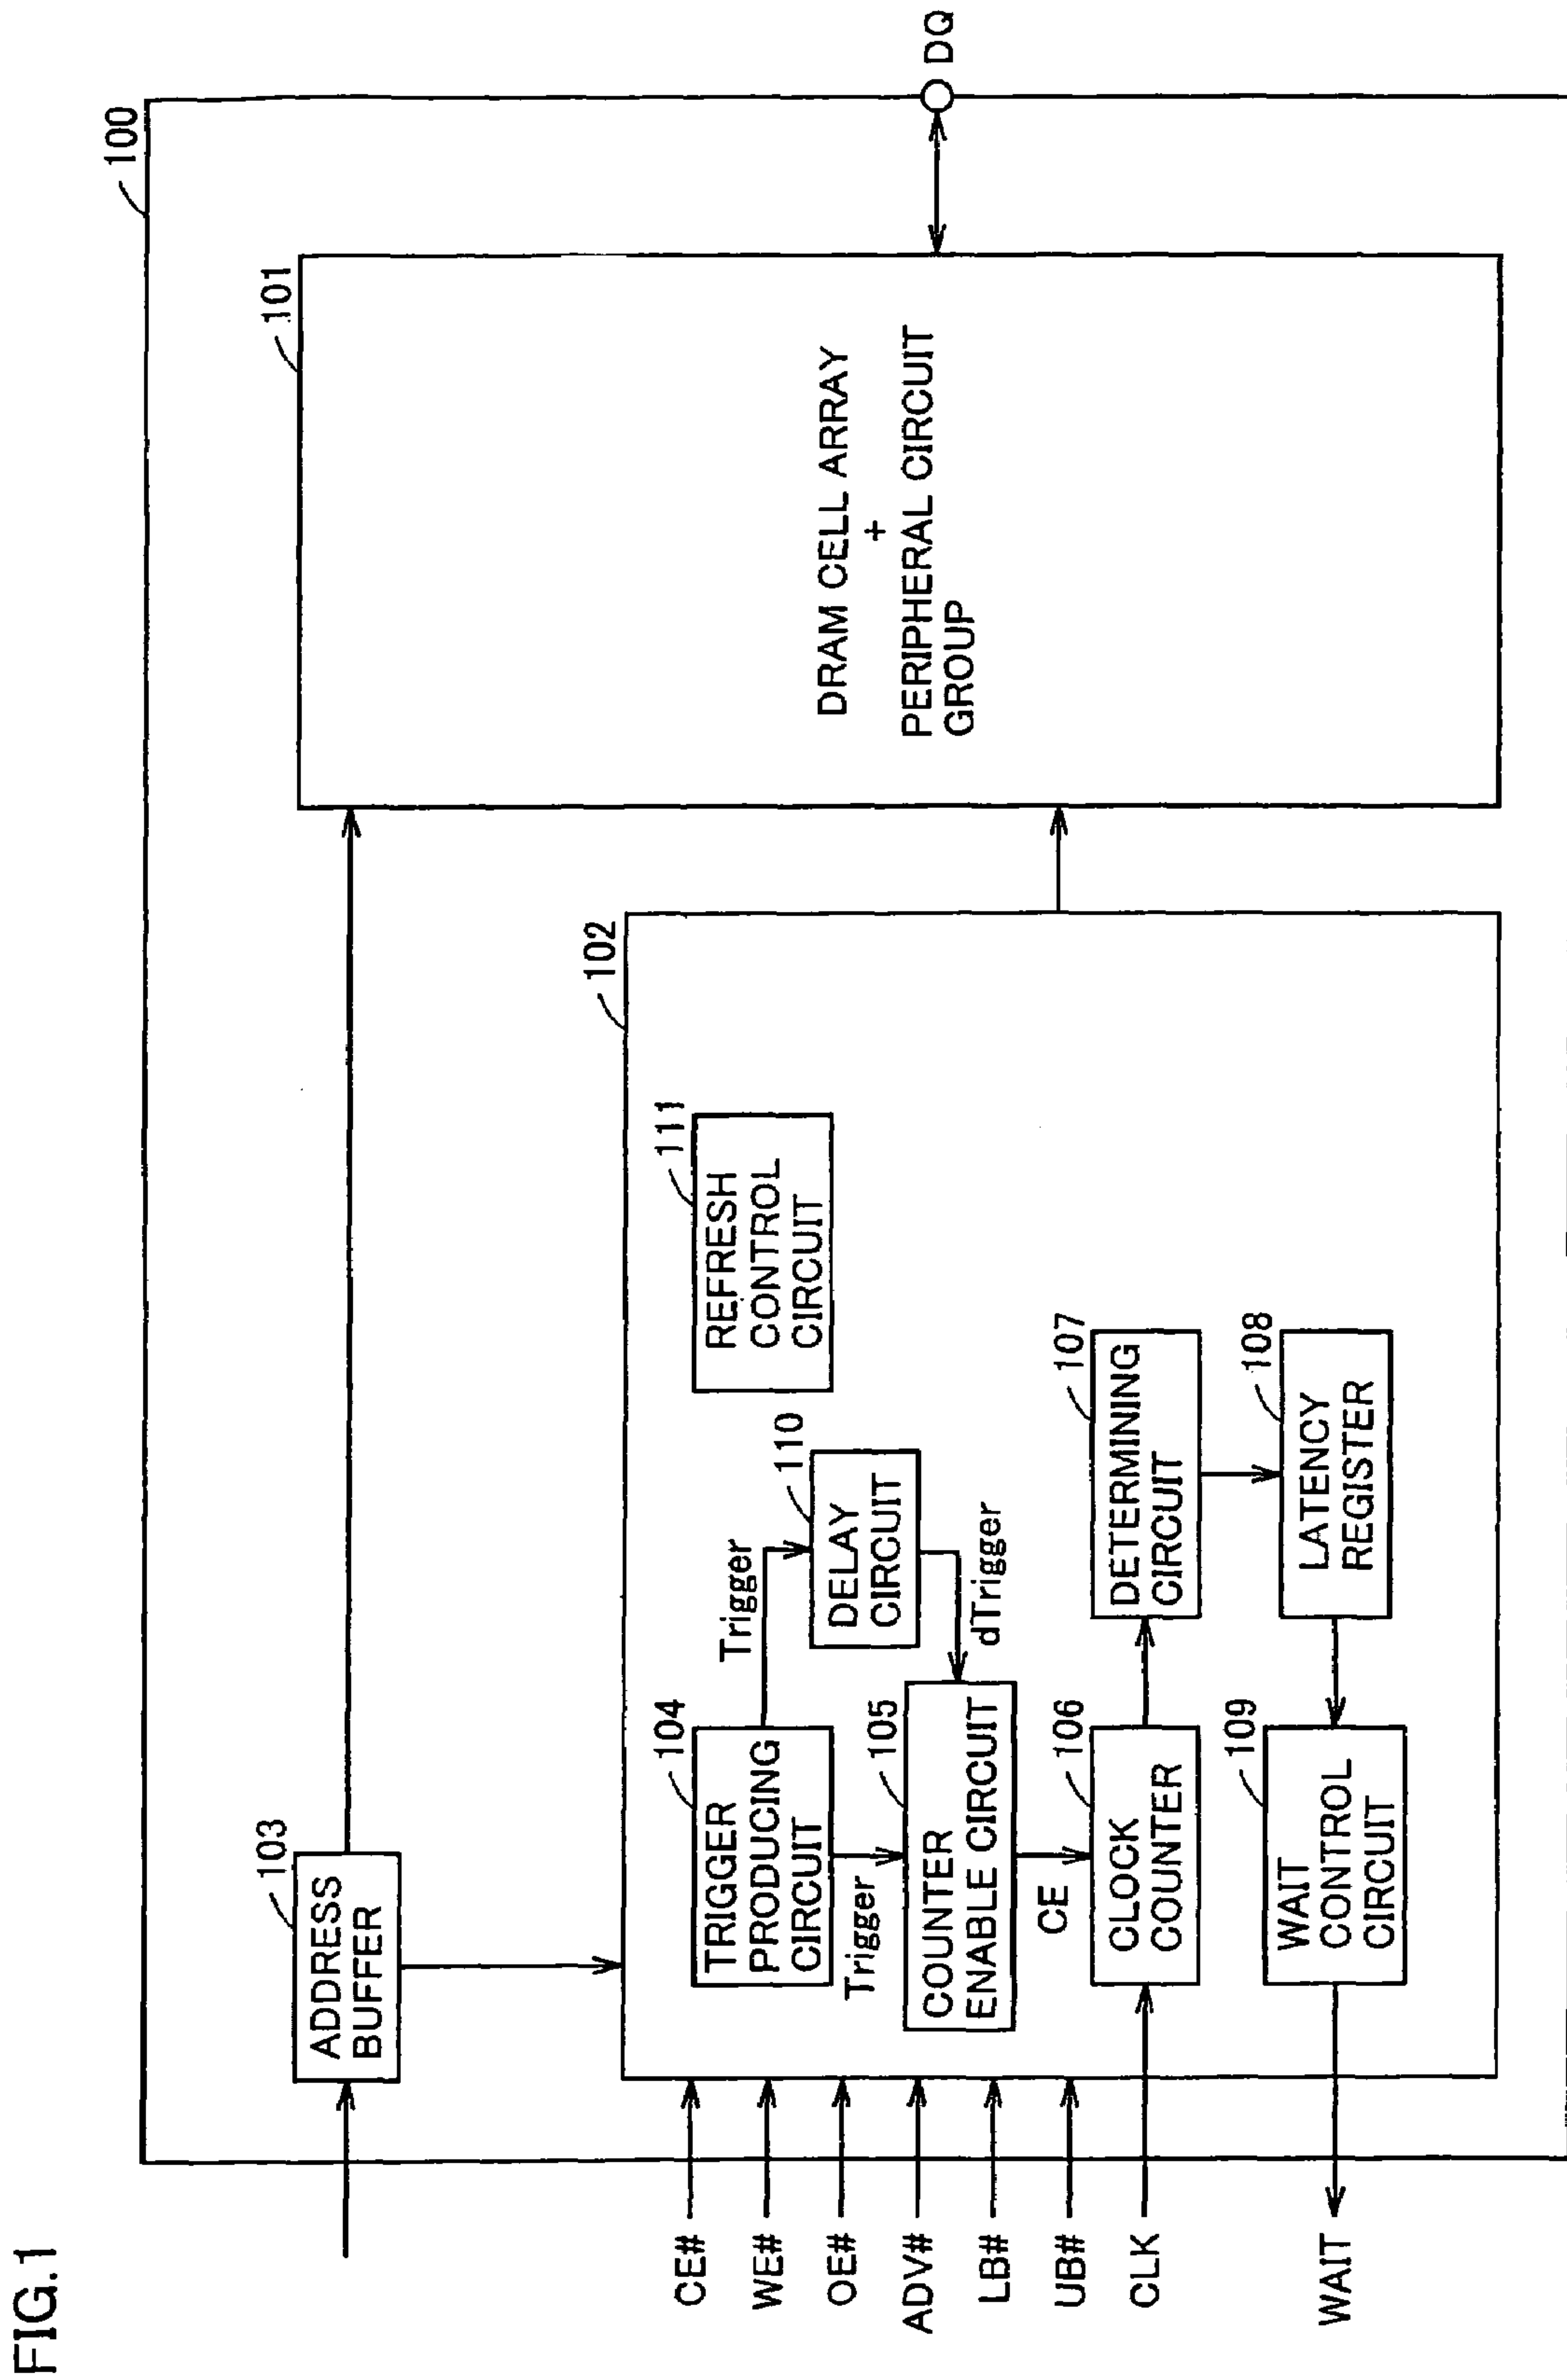 FIG.1
100
103
ADDRESS
BUFFER
101
DRAM CELL ARRAY
+
PERIPHERAL CIRCUIT
GROUP
DQ
102
CE#
WE#
OE#
ADV#
LB#
UB#
CLK
WAIT
104
TRIGGER
PRODUCING
CIRCUIT
Trigger
Trigger
110
DELAY
CIRCUIT
dTrigger
111
REFRESH
CONTROL
CIRCUIT
105
COUNTER
ENABLE CIRCUIT
CE
106
CLOCK
COUNTER
107
DETERMINING
CIRCUIT
108
LATENCY
REGISTER
109
WAIT
CONTROL
CIRCUIT